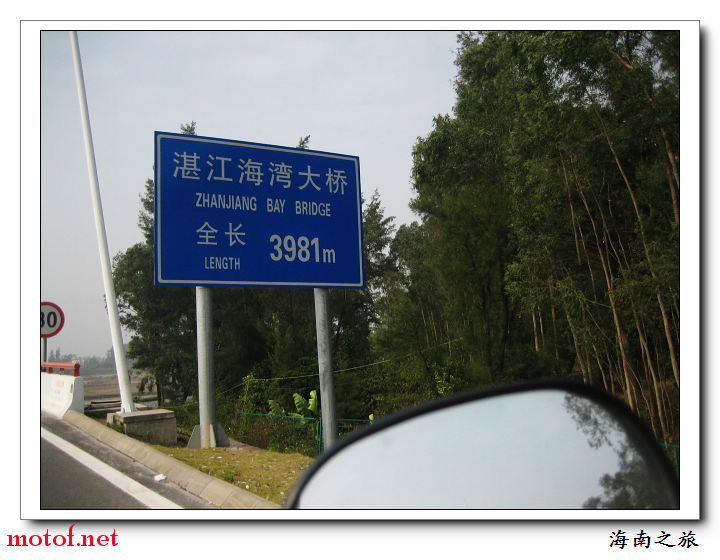 湛江海湾大桥
ZHANJIANG BAY BRIDGE
全长 3981m
LENGTH
motof.net
海南之旅